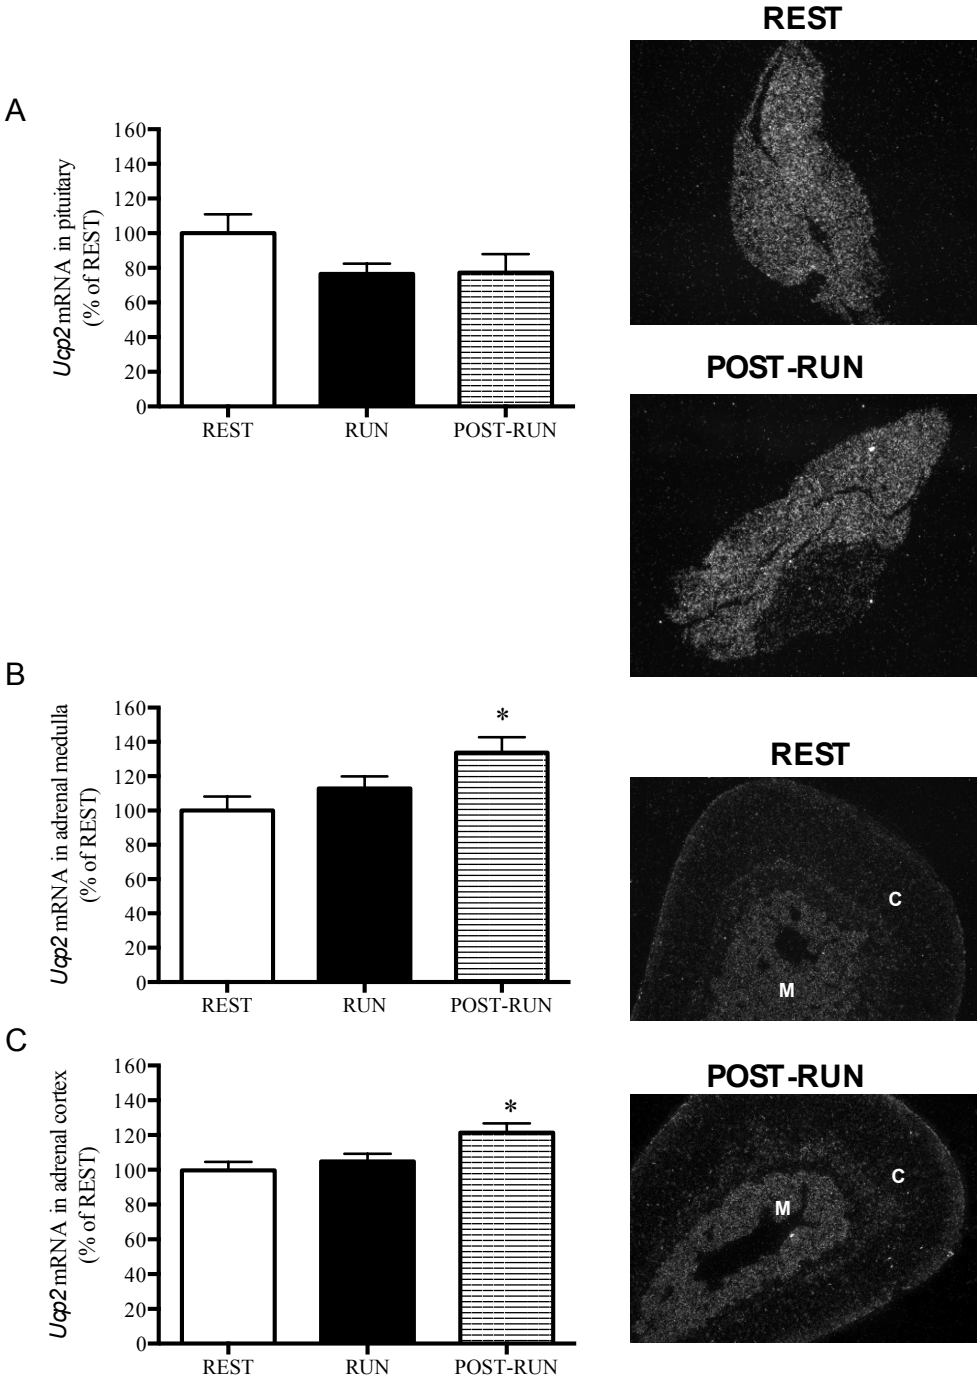 REST
A
160
140
120
100
80
60
40
20
0
Ucp2 mRNA in pituitary
(% of REST)
REST RUN POST-RUN
POST-RUN
B
160
140
120
100
80
60
40
20
0
Ucp2 mRNA in adrenal medulla
(% of REST)
*
REST RUN POST-RUN
REST
C
M
C
160
140
120
100
80
60
40
20
0
Ucp2 mRNA in adrenal cortex
(% of REST)
*
REST RUN POST-RUN
POST-RUN
C
M